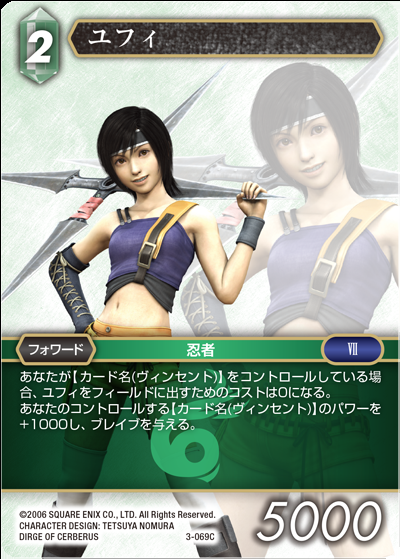 2
ユフィ
フォワード
忍者
VII
あなたが【カード名(ヴィンセント)】をコントロールしている場
合、ユフィをフィールドに出すためのコストは0になる。
あなたのコントロールする【カード名(ヴィンセント)】のパワーを
+1000し、ブレイブを与える。
©2006 SQUARE ENIX CO., LTD. All Rights Reserved.
CHARACTER DESIGN: TETSUYA NOMURA
DIRGE OF CERBERUS
3-069C
5000